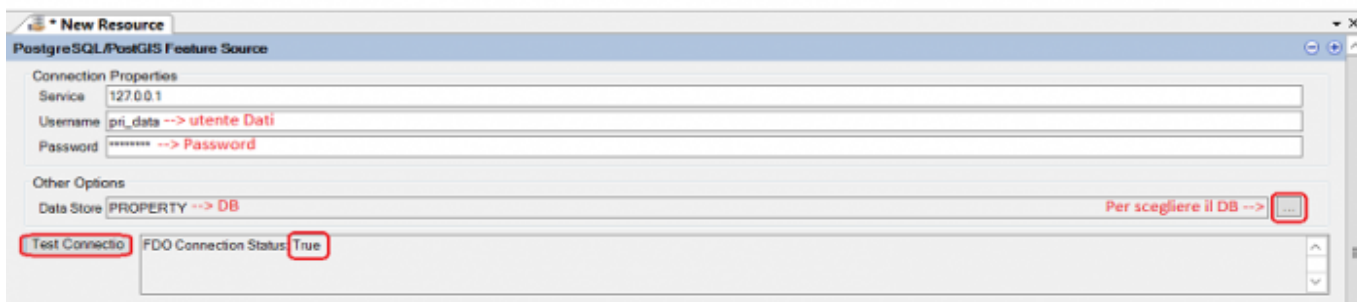 * New Resource
PostgreSQL/PostGIS Feature Source
Connection Properties
Service 127.0.0.1
Username pri_data --> utente Dati
Password ******** --> Password
Other Options
Data Store PROPERTY --> DB Per scegliere il DB --> ...
Test Connectio FDO Connection Status: True